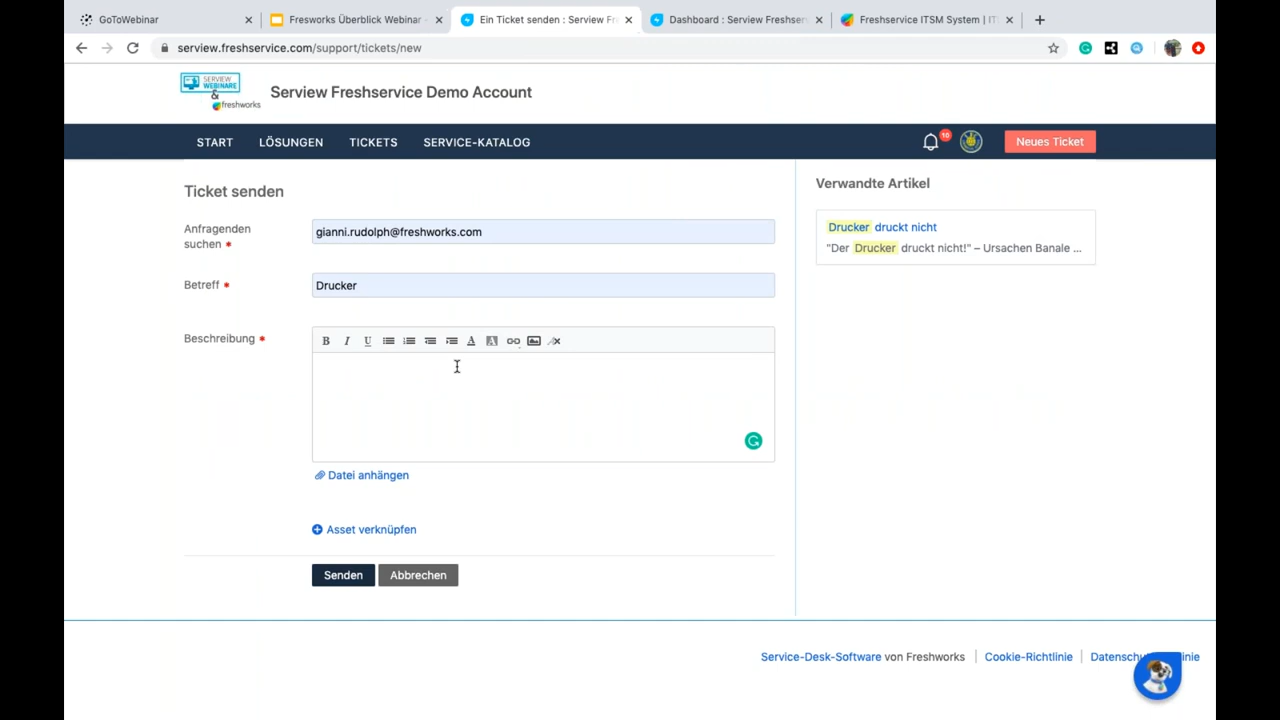 GoToWebinar
Fresworks Überblick Webinar
Ein Ticket senden : Serview Fr
Dashboard : Serview Freshser
Freshservice ITSM System | IT
serview.freshservice.com/support/tickets/new
SERVIEW
WEBINARE
&
freshworks
Serview Freshservice Demo Account
START LÖSUNGEN TICKETS SERVICE-KATALOG
10
Neues Ticket
Ticket senden
Anfragenden
suchen *
gianni.rudolph@freshworks.com
Betreff *
Drucker
Beschreibung *
B I U A A
Datei anhängen
Asset verknüpfen
Senden Abbrechen
Verwandte Artikel
Drucker druckt nicht
"Der Drucker druckt nicht!" – Ursachen Banale ...
Service-Desk-Software von Freshworks | Cookie-Richtlinie |